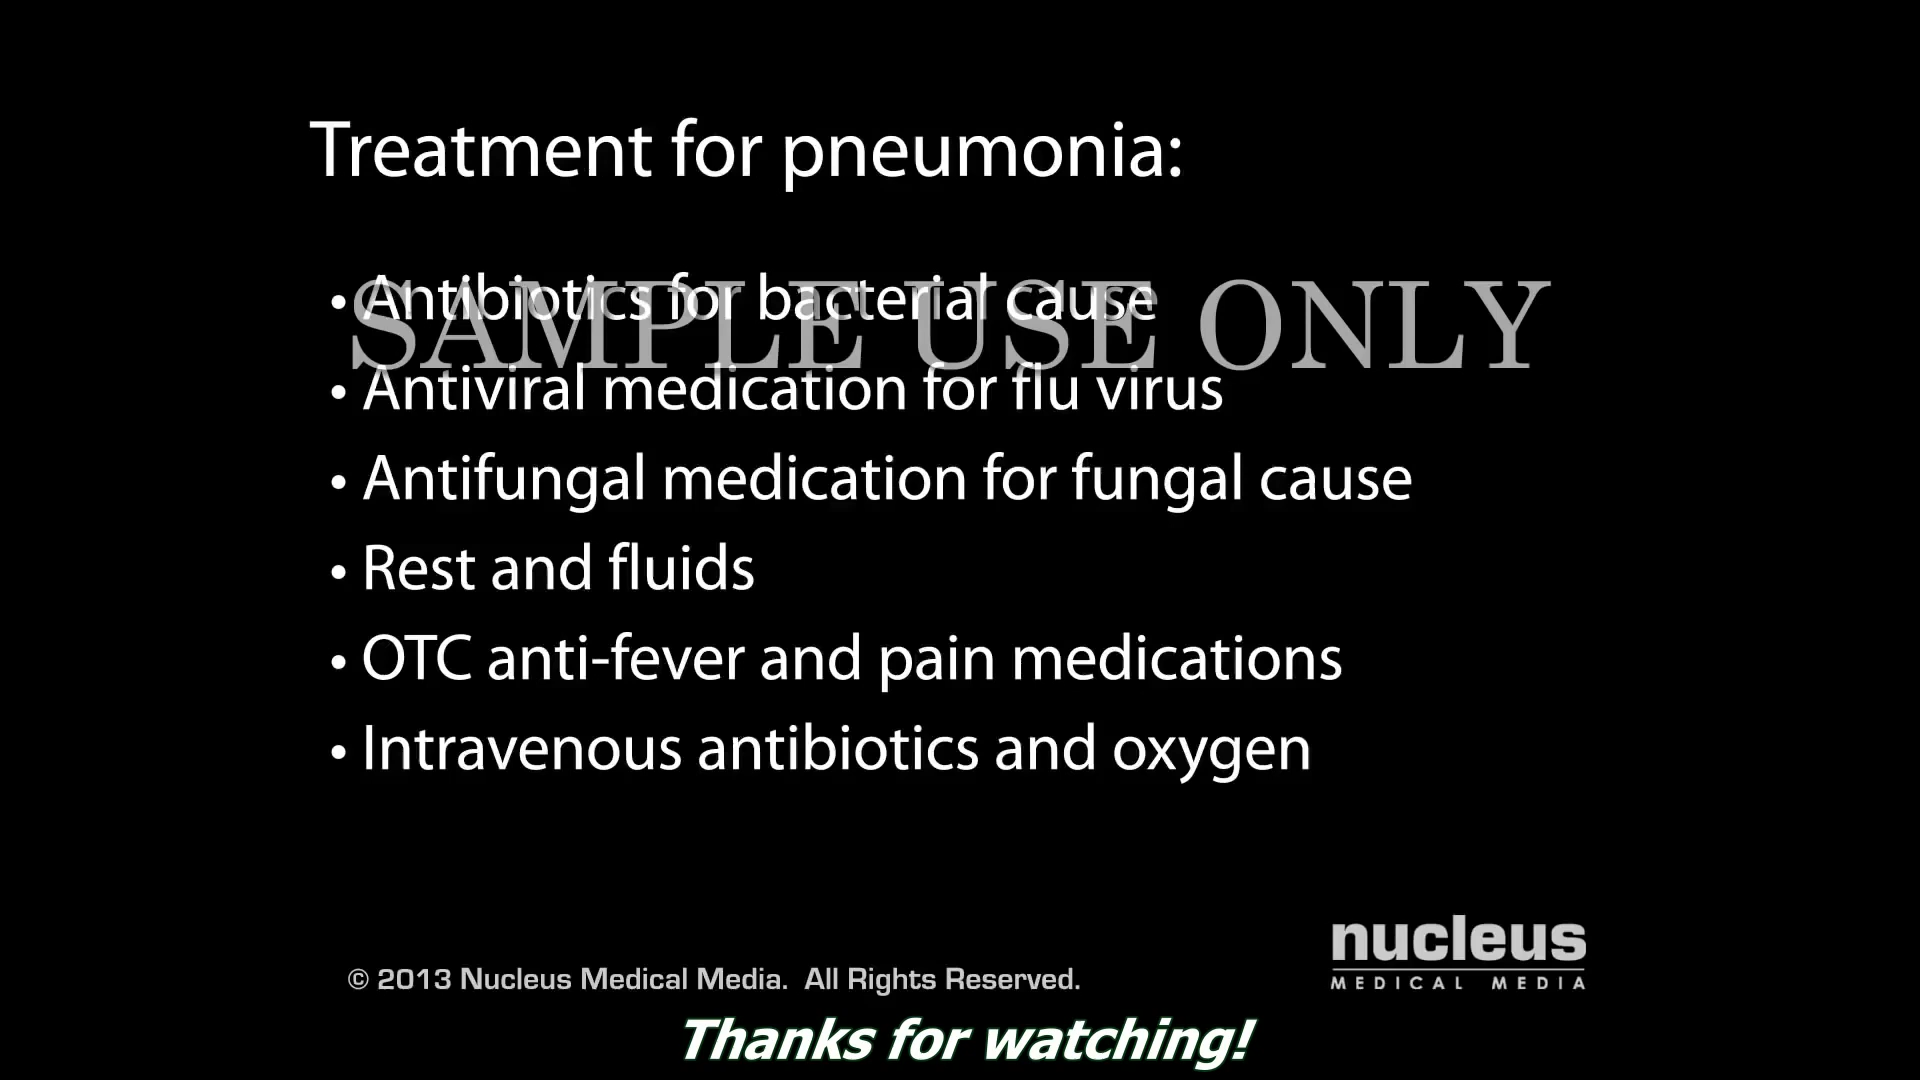 Treatment for pneumonia:
• Antibiotics for bacterial cause
SAMPLE USE ONLY
• Antiviral medication for flu virus
• Antifungal medication for fungal cause
• Rest and fluids
• OTC anti-fever and pain medications
• Intravenous antibiotics and oxygen
nucleus
MEDICAL MEDIA
© 2013 Nucleus Medical Media. All Rights Reserved.
Thanks for watching!